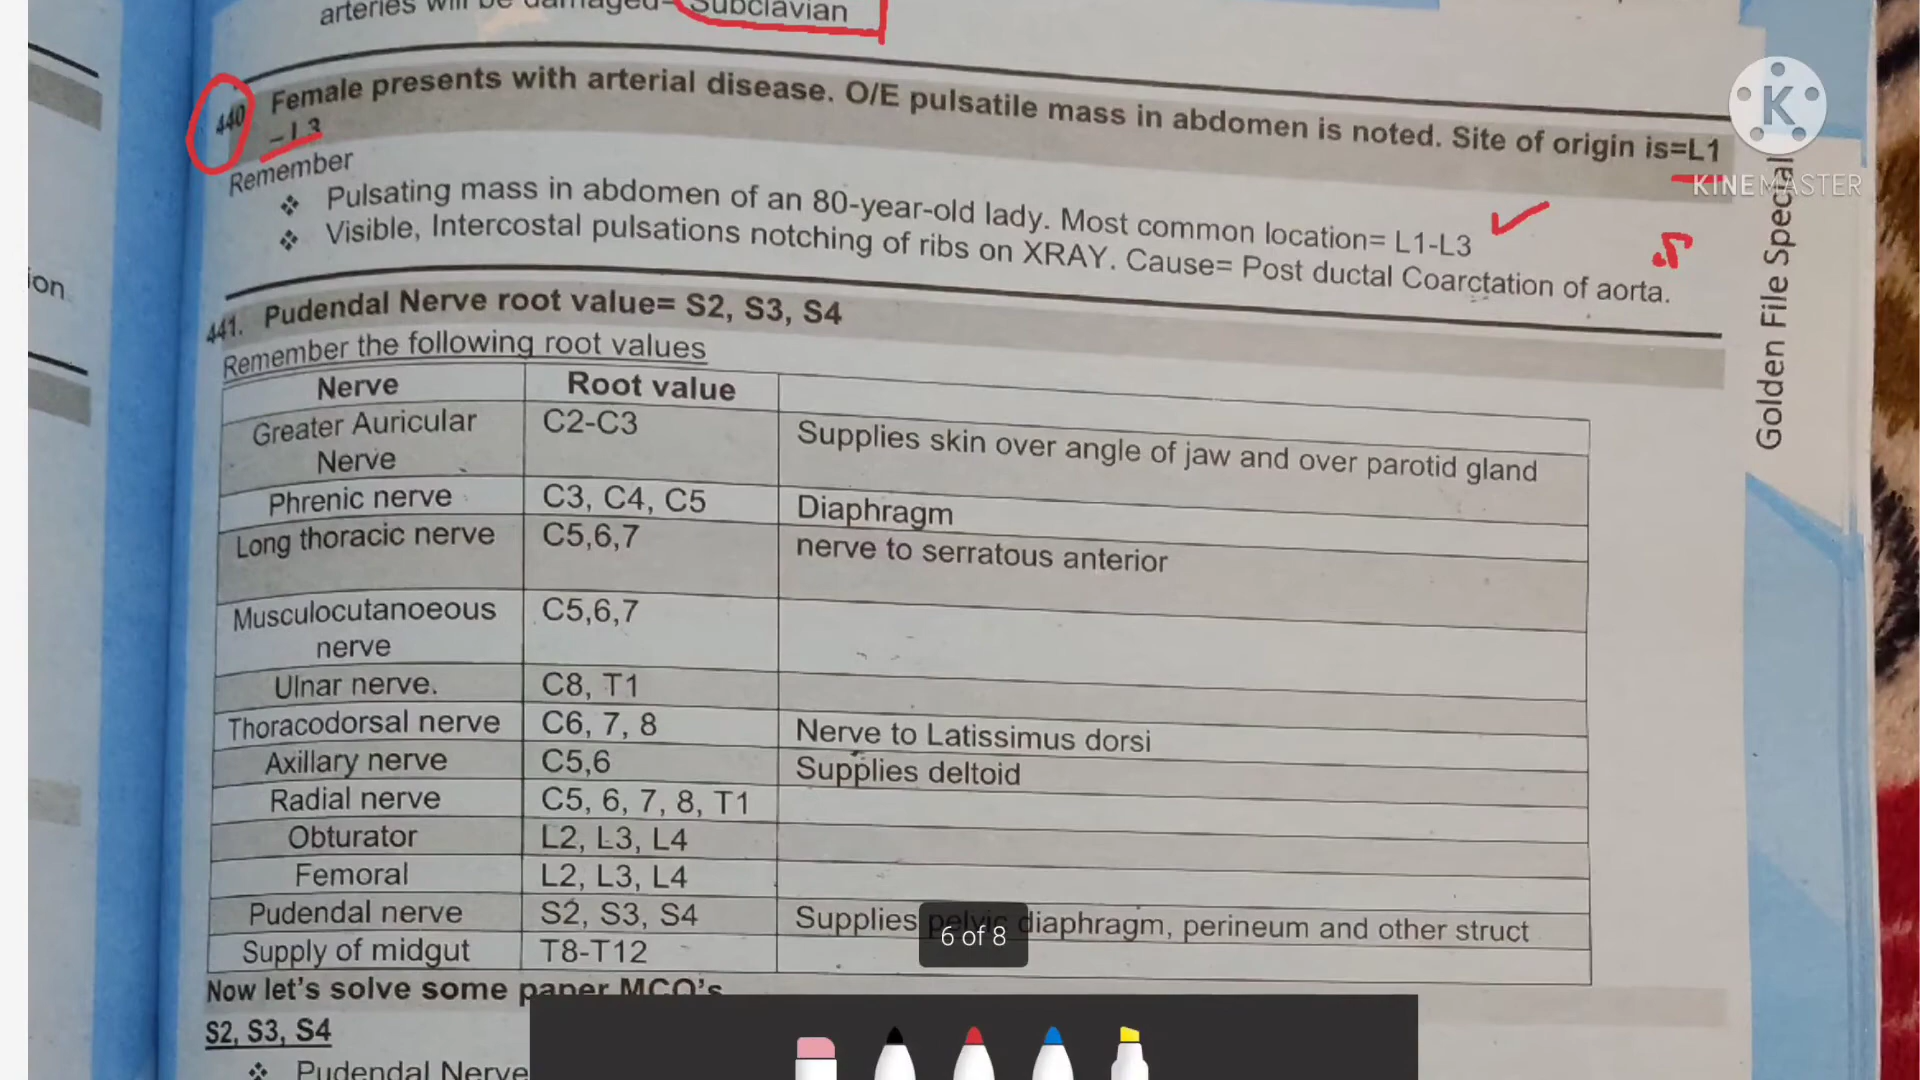 arteries will be damaged= Subclavian
440 Female presents with arterial disease. O/E pulsatile mass in abdomen is noted. Site of origin is=L1
–L3
Remember
❖ Pulsating mass in abdomen of an 80-year-old lady. Most common location= L1-L3
❖ Visible, Intercostal pulsations notching of ribs on XRAY. Cause= Post ductal Coarctation of aorta.
441. Pudendal Nerve root value= S2, S3, S4
Remember the following root values
Nerve Root value
Greater Auricular Nerve C2-C3 Supplies skin over angle of jaw and over parotid gland
Phrenic nerve C3, C4, C5 Diaphragm
Long thoracic nerve C5,6,7 nerve to serratous anterior
Musculocutanoeous nerve C5,6,7
Ulnar nerve. C8, T1
Thoracodorsal nerve C6, 7, 8 Nerve to Latissimus dorsi
Axillary nerve C5,6 Supplies deltoid
Radial nerve C5, 6, 7, 8, T1
Obturator L2, L3, L4
Femoral L2, L3, L4
Pudendal nerve S2, S3, S4 Supplies pelvic diaphragm, perineum and other struct
Supply of midgut T8-T12
Now let's solve some paper MCQ's
S2, S3, S4
❖ Pudendal Nerve
Golden File Special
ion
K
KINEMASTER
6 of 8